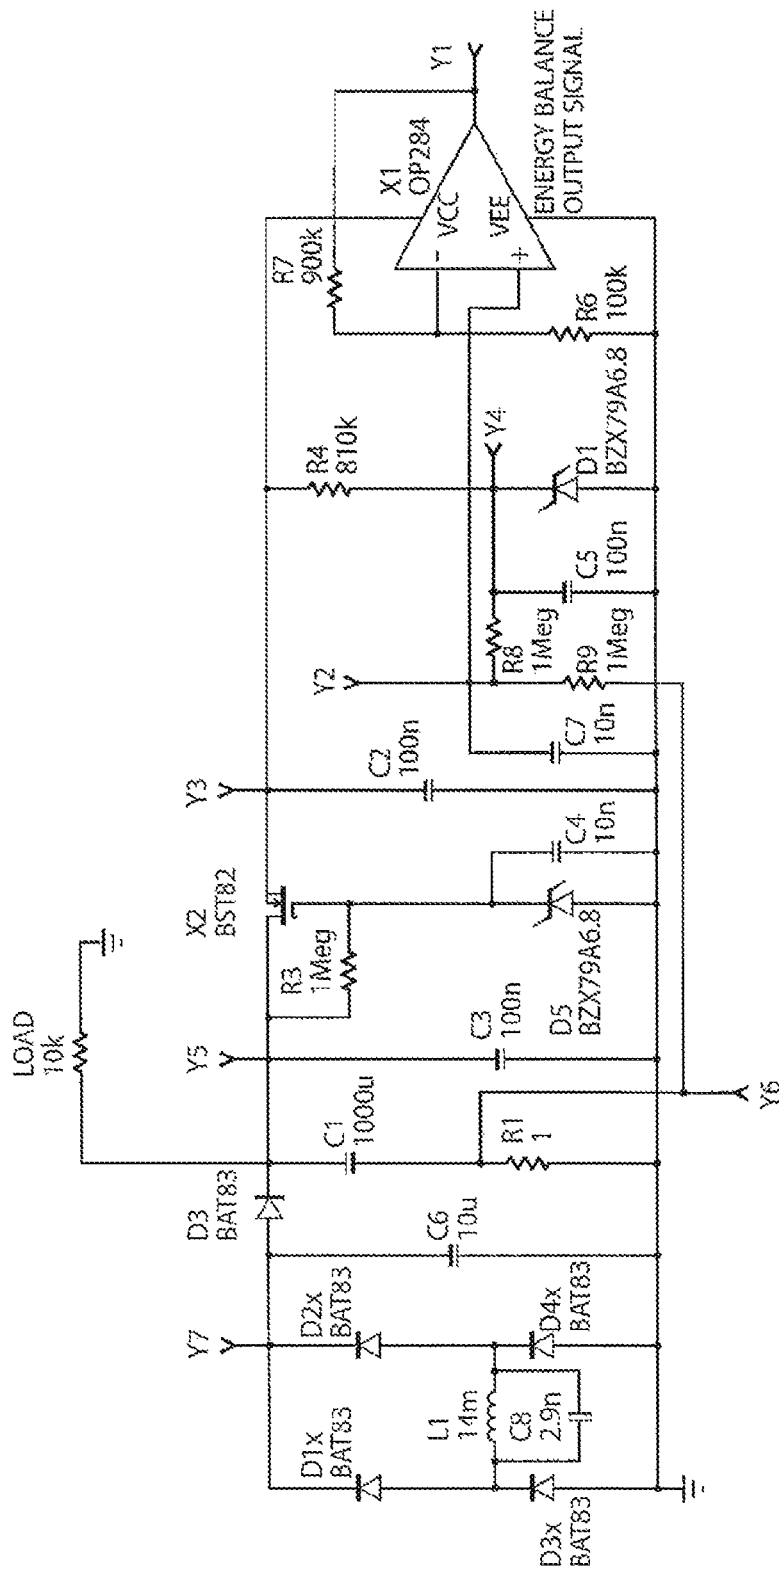 LOAD
10k
Y7
D3
BAT83
Y5
X2
BST82
Y3
D1x
BAT83
D2x
BAT83
C1
1000u
R3
1Meg
C2
100n
Y2
R4
810k
R7
900k
X1
OP284
Y1
L1
14m
C6
10u
C3
100n
VCC
-
VEE
+
C8
2.9n
R1
1
R8
1Meg
Y4
D3x
BAT83
D4x
BAT83
D5
BZX79A6.8
C4
10n
C7
10n
R9
1Meg
C5
100n
D1
BZX79A6.8
R6
100k
ENERGY BALANCE
OUTPUT SIGNAL
Y6